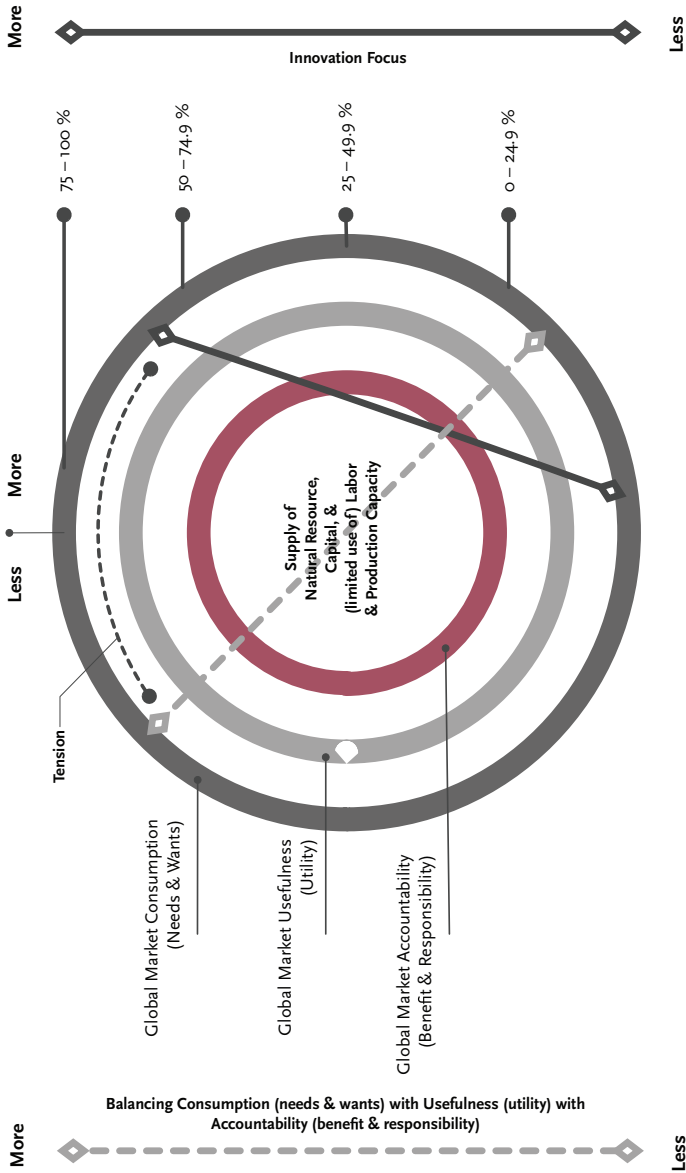 More
Less
Innovation Focus
75 – 100 %
50 – 74.9 %
25 – 49.9 %
0 – 24.9 %
More
Less
Tension
Supply of
Natural Resource,
Capital, &
(limited use of) Labor
& Production Capacity
Global Market Consumption
(Needs & Wants)
Global Market Usefulness
(Utility)
Global Market Accountability
(Benefit & Responsibility)
Balancing Consumption (needs & wants) with Usefulness (utility) with
Accountability (benefit & responsibility)
More
Less